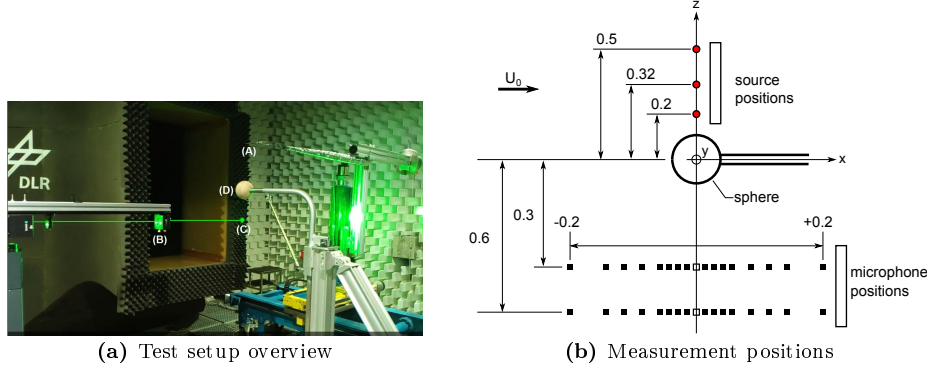 DLR
(A)
(D)
(B)
(C)
(a) Test setup overview
z
0.5
U₀
0.32
0.2
source
positions
y
x
sphere
0.3
0.6
-0.2
+0.2
microphone
positions
(b) Measurement positions